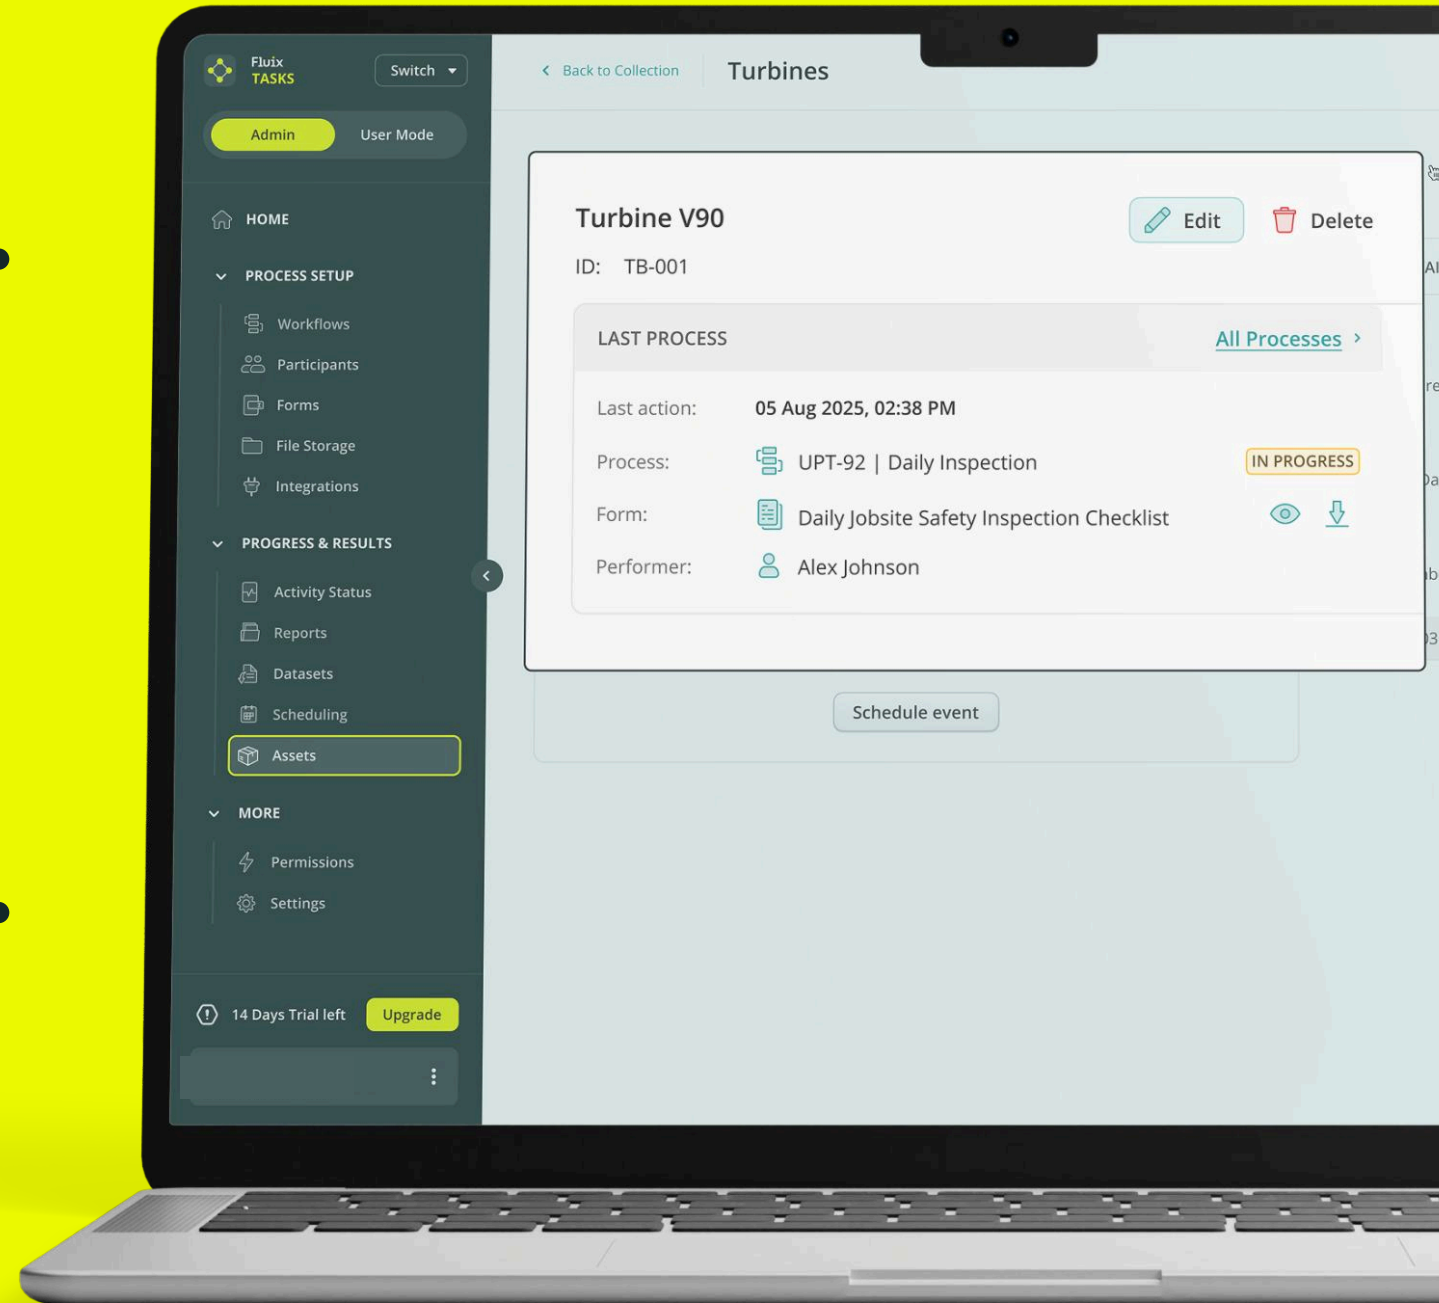 Fluix
TASKS
Switch
Admin
User Mode
HOME
PROCESS SETUP
Workflows
Participants
Forms
File Storage
Integrations
PROGRESS & RESULTS
Activity Status
Reports
Datasets
Scheduling
Assets
MORE
Permissions
Settings
14 Days Trial left
Upgrade
Back to Collection
Turbines
Turbine V90
Edit
Delete
ID: TB-001
LAST PROCESS
All Processes
Last action: 05 Aug 2025, 02:38 PM
Process: UPT-92 | Daily Inspection
IN PROGRESS
Form: Daily Jobsite Safety Inspection Checklist
Performer: Alex Johnson
Schedule event